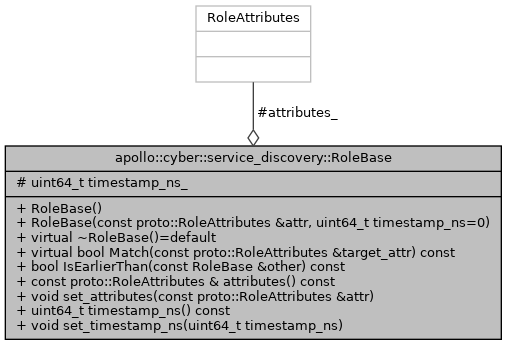 RoleAttributes
#attributes_
apollo::cyber::service_discovery::RoleBase
# uint64_t timestamp_ns_
+ RoleBase()
+ RoleBase(const proto::RoleAttributes &attr, uint64_t timestamp_ns=0)
+ virtual ~RoleBase()=default
+ virtual bool Match(const proto::RoleAttributes &target_attr) const
+ bool IsEarlierThan(const RoleBase &other) const
+ const proto::RoleAttributes & attributes() const
+ void set_attributes(const proto::RoleAttributes &attr)
+ uint64_t timestamp_ns() const
+ void set_timestamp_ns(uint64_t timestamp_ns)